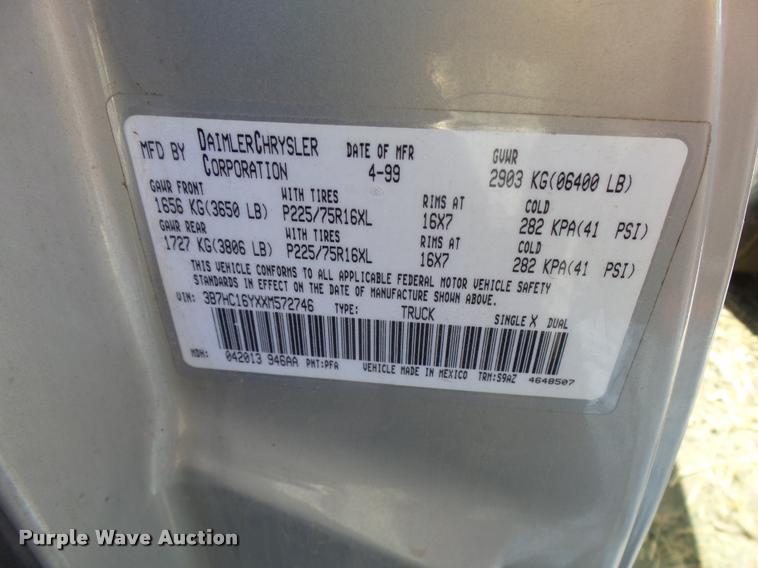 MFD BY DAIMLERCHRYSLER CORPORATION DATE OF MFR 4-99 GVWR 2903 KG(06400 LB)
GAWR FRONT WITH TIRES RIMS AT COLD
1656 KG(3650 LB) P225/75R16XL 16X7 282 KPA(41 PSI)
GAWR REAR WITH TIRES RIMS AT COLD
1727 KG(3806 LB) P225/75R16XL 16X7 282 KPA(41 PSI)
THIS VEHICLE CONFORMS TO ALL APPLICABLE FEDERAL MOTOR VEHICLE SAFETY
STANDARDS IN EFFECT ON THE DATE OF MANUFACTURE SHOWN ABOVE.
VIN: 3B7HC16YXXM572746 TYPE: TRUCK SINGLE X DUAL
MDH: 042013 946AA PNT:PFA VEHICLE MADE IN MEXICO TRM:S9AZ 4648507
Purple Wave Auction